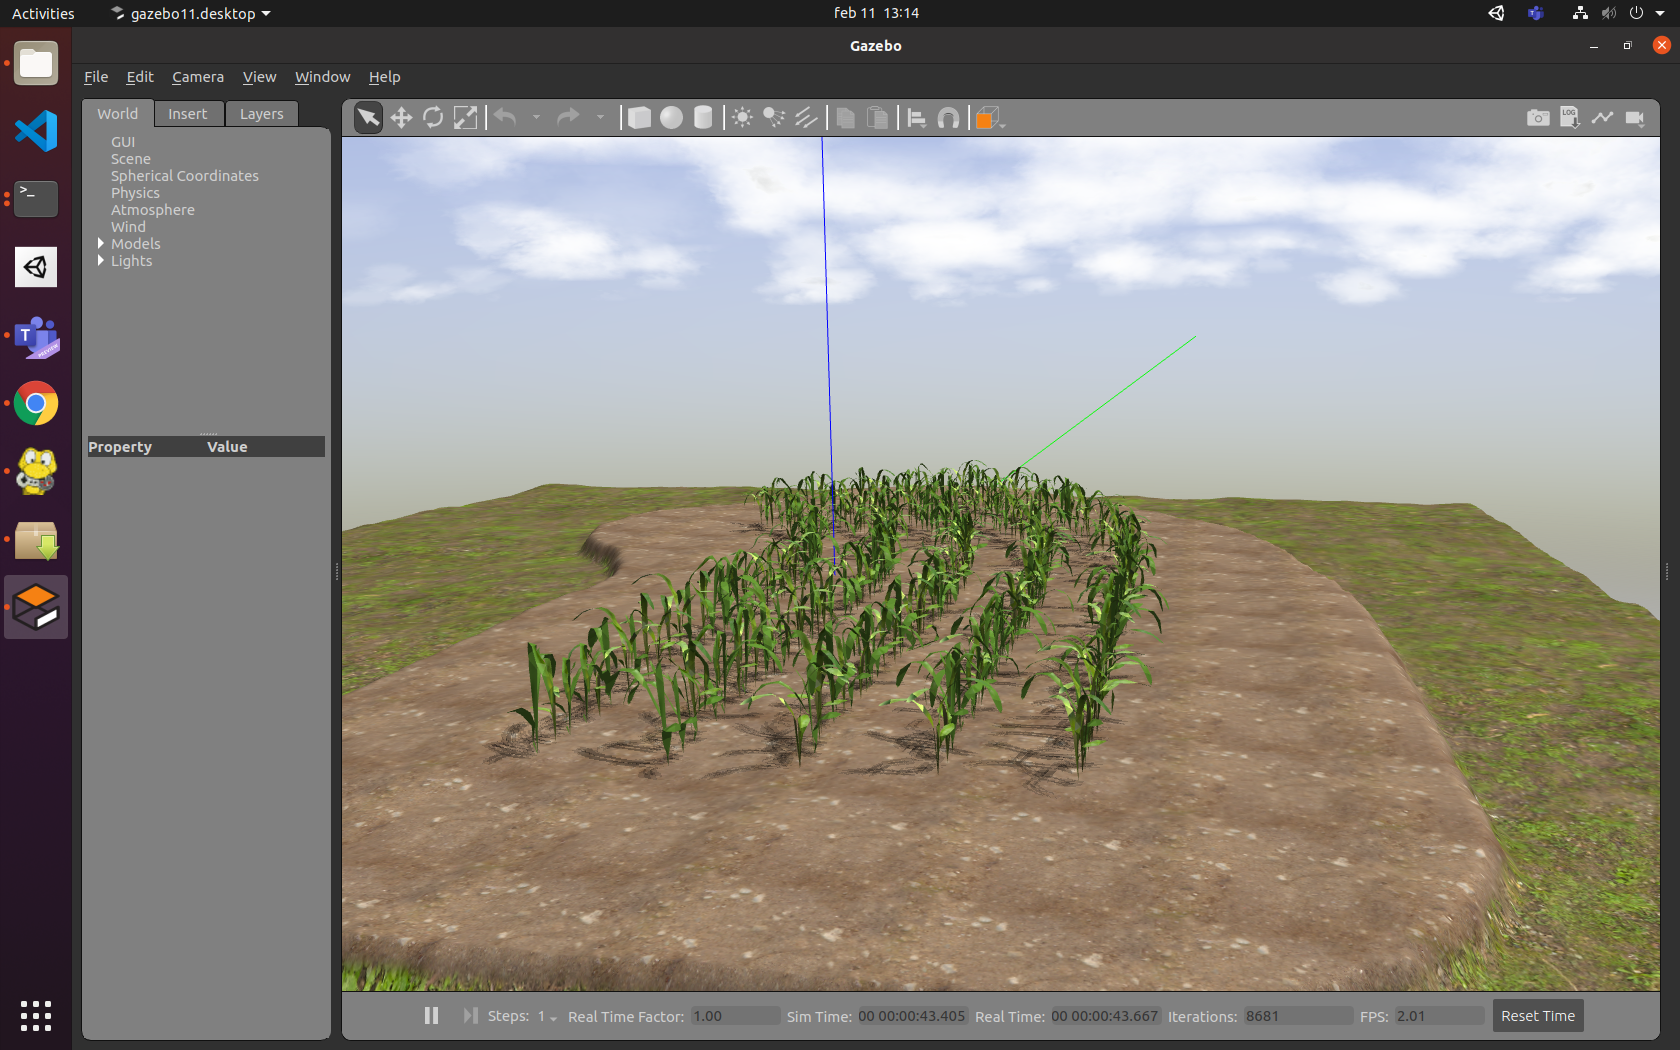 Activities
gazebo11.desktop
feb 11 13:14
Gazebo
File Edit Camera View Window Help
World Insert Layers
LOG
GUI
Scene
Spherical Coordinates
Physics
Atmosphere
Wind
Models
Lights
>_
T
PREVIEW
Property Value
Steps: 1 Real Time Factor: 1.00 Sim Time: 00 00:00:43.405 Real Time: 00 00:00:43.667 Iterations: 8681 FPS: 2.01 Reset Time